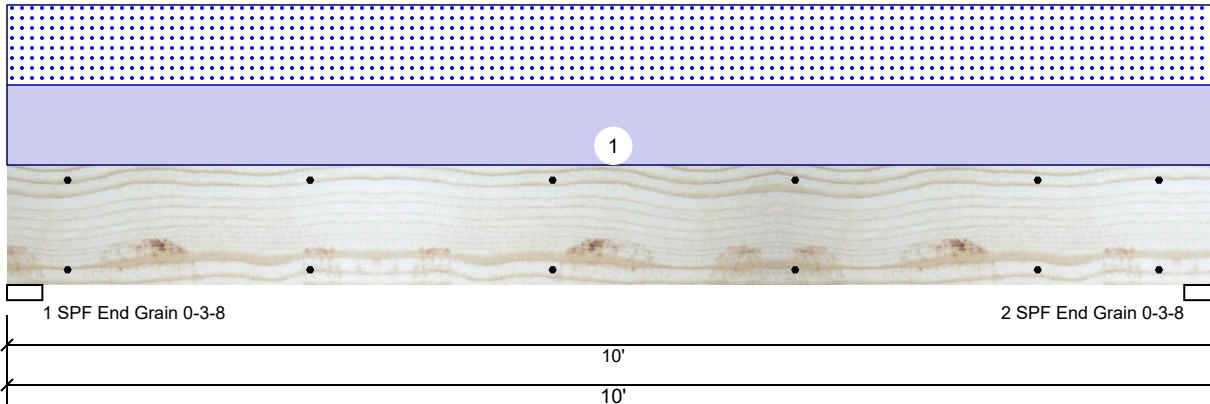 1
1 SPF End Grain 0-3-8
2 SPF End Grain 0-3-8
10'
10'